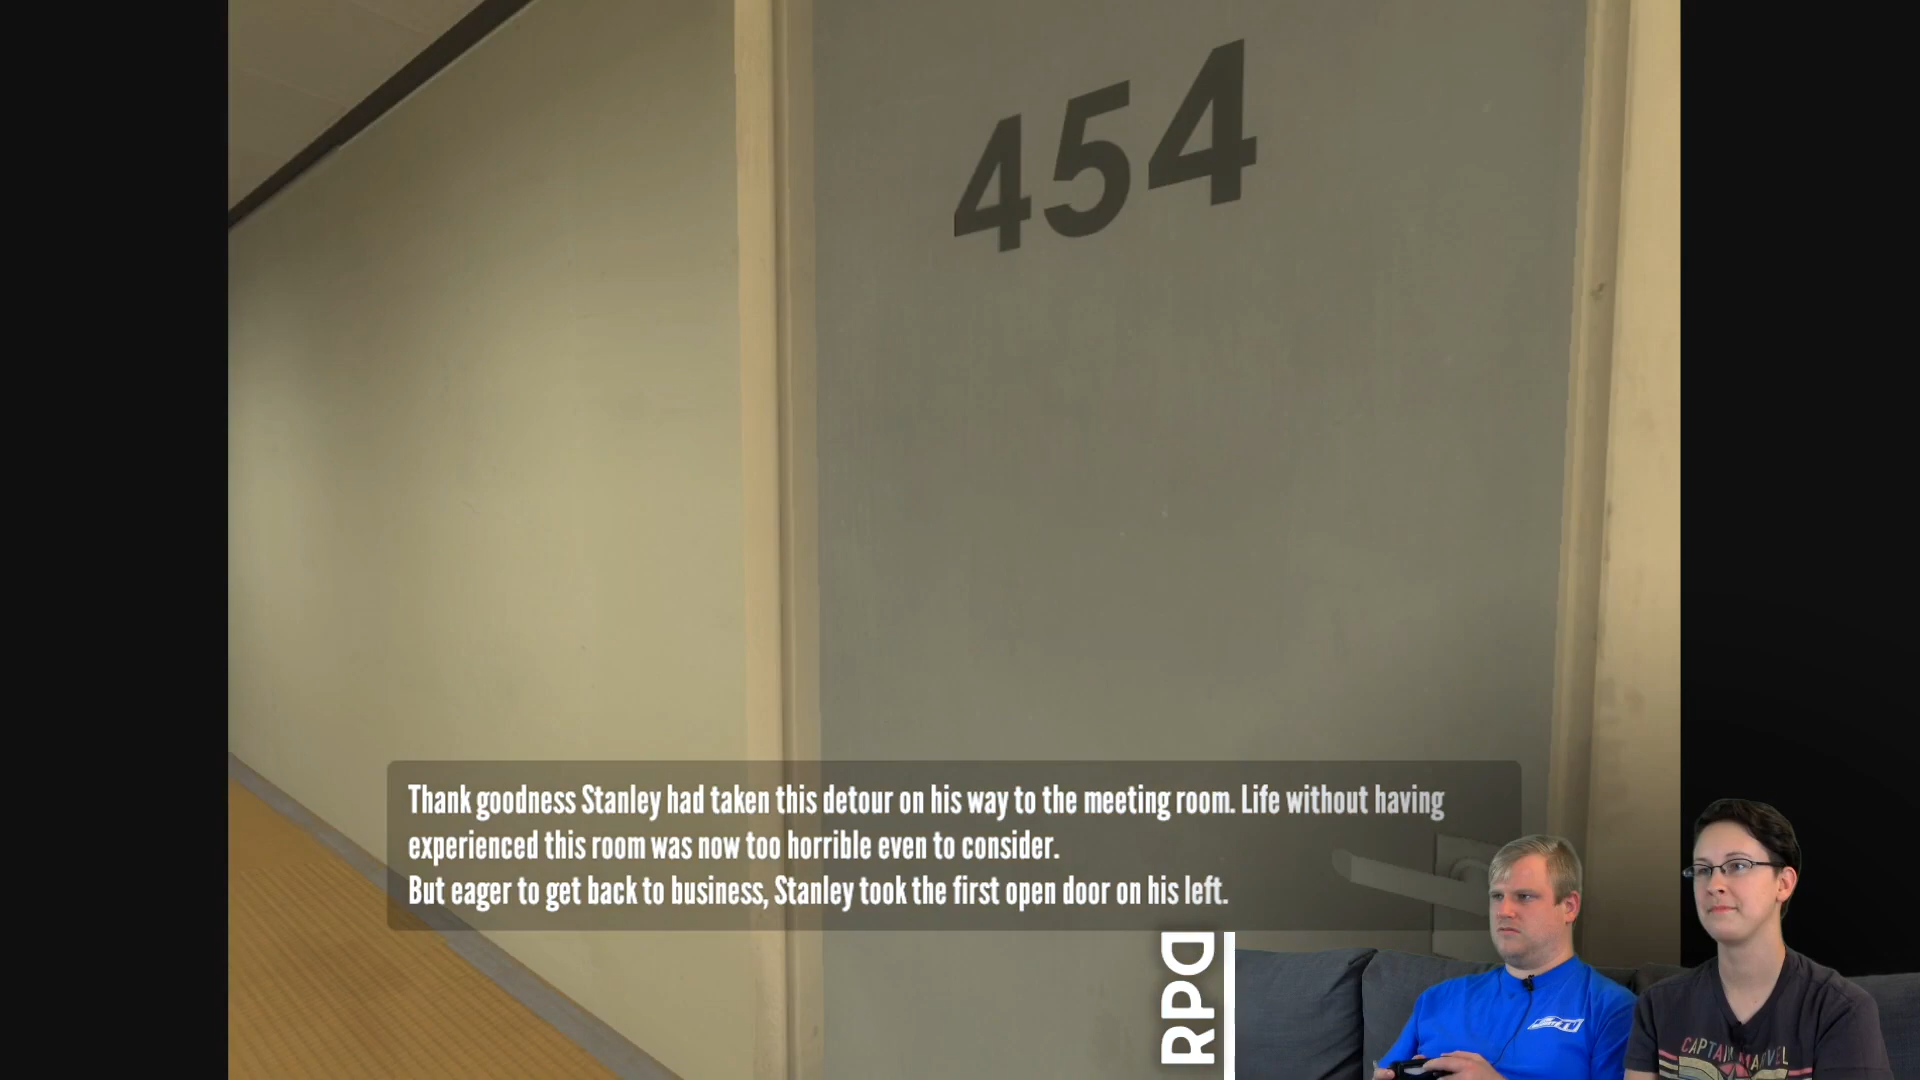 454
Thank goodness Stanley had taken this detour on his way to the meeting room. Life without having
experienced this room was now too horrible even to consider.
But eager to get back to business, Stanley took the first open door on his left.
RPD
TV
CAPTAIN MARVEL